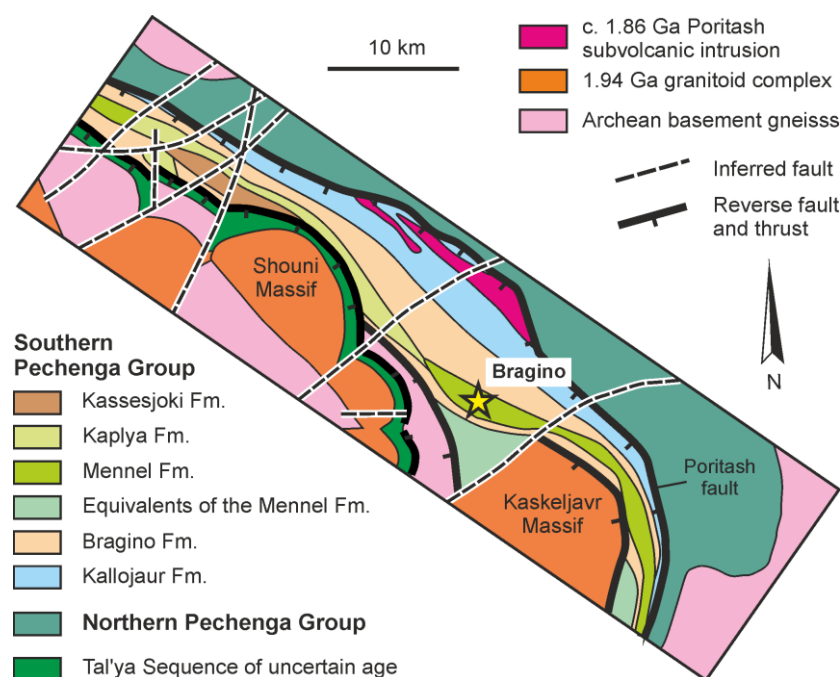 10 km
c. 1.86 Ga Poritash
subvolcanic intrusion
1.94 Ga granitoid complex
Archean basement gneisss
Inferred fault
Reverse fault
and thrust
N
Shouni
Massif
Bragino
Kaskeljavr
Massif
Poritash
fault
Southern
Pechenga Group
Kassesjoki Fm.
Kaplya Fm.
Mennel Fm.
Equivalents of the Mennel Fm.
Bragino Fm.
Kallojaur Fm.
Northern Pechenga Group
Tal'ya Sequence of uncertain age